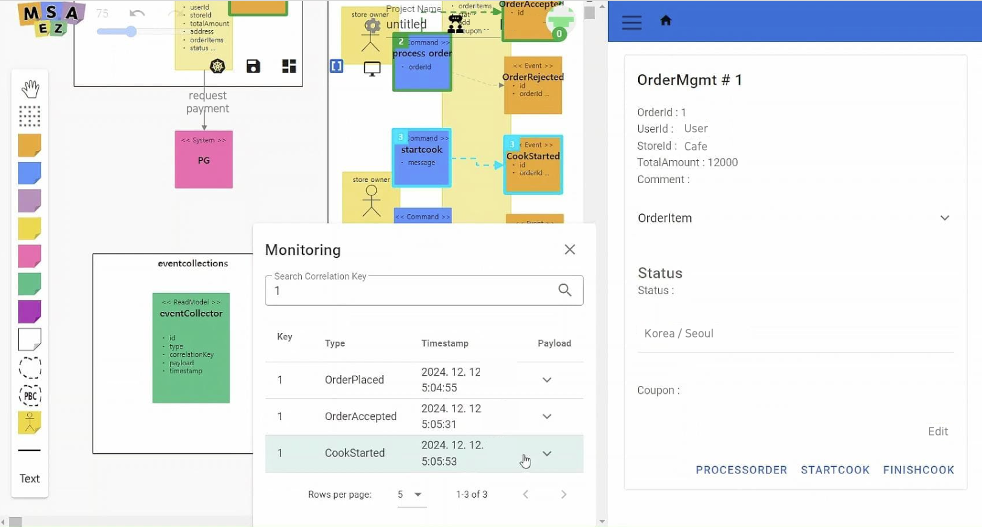 MSA
EZ
75
userId
storeId
totalAmount
address
orderItems
status ...
request
payment
<< System >>
PG
eventcollections
<< ReadModel >>
eventCollector
id
type
correlationKey
payload
timestamp
PBC
Text
store owner
Project Name
untitled
orderItems
coupon
OrderAccepted
id
0
2
Command >>
process order
orderId
<< Event >>
OrderRejected
id
orderId ...
3
ommand >>
startcook
message
1
Event >>
CookStarted
id
orderId ...
store owner
<< Command >>
Monitoring
Search Correlation Key
1
Key Type Timestamp Payload
1 OrderPlaced 2024. 12. 12
5:04:55
1 OrderAccepted 2024. 12. 12
5:05:31
1 CookStarted 2024. 12. 12.
5:05:53
Rows per page: 5 1-3 of 3
OrderMgmt # 1
OrderId : 1
UserId : User
StoreId : Cafe
TotalAmount : 12000
Comment :
OrderItem
Status
Status :
Korea / Seoul
Coupon :
Edit
PROCESSORDER STARTCOOK FINISHCOOK